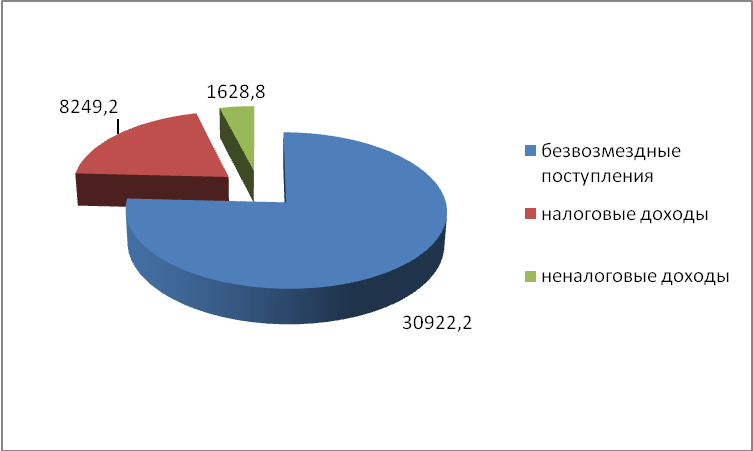 1628,8
8249,2
безвозмездные
поступления
налоговые доходы
неналоговые доходы
30922,2